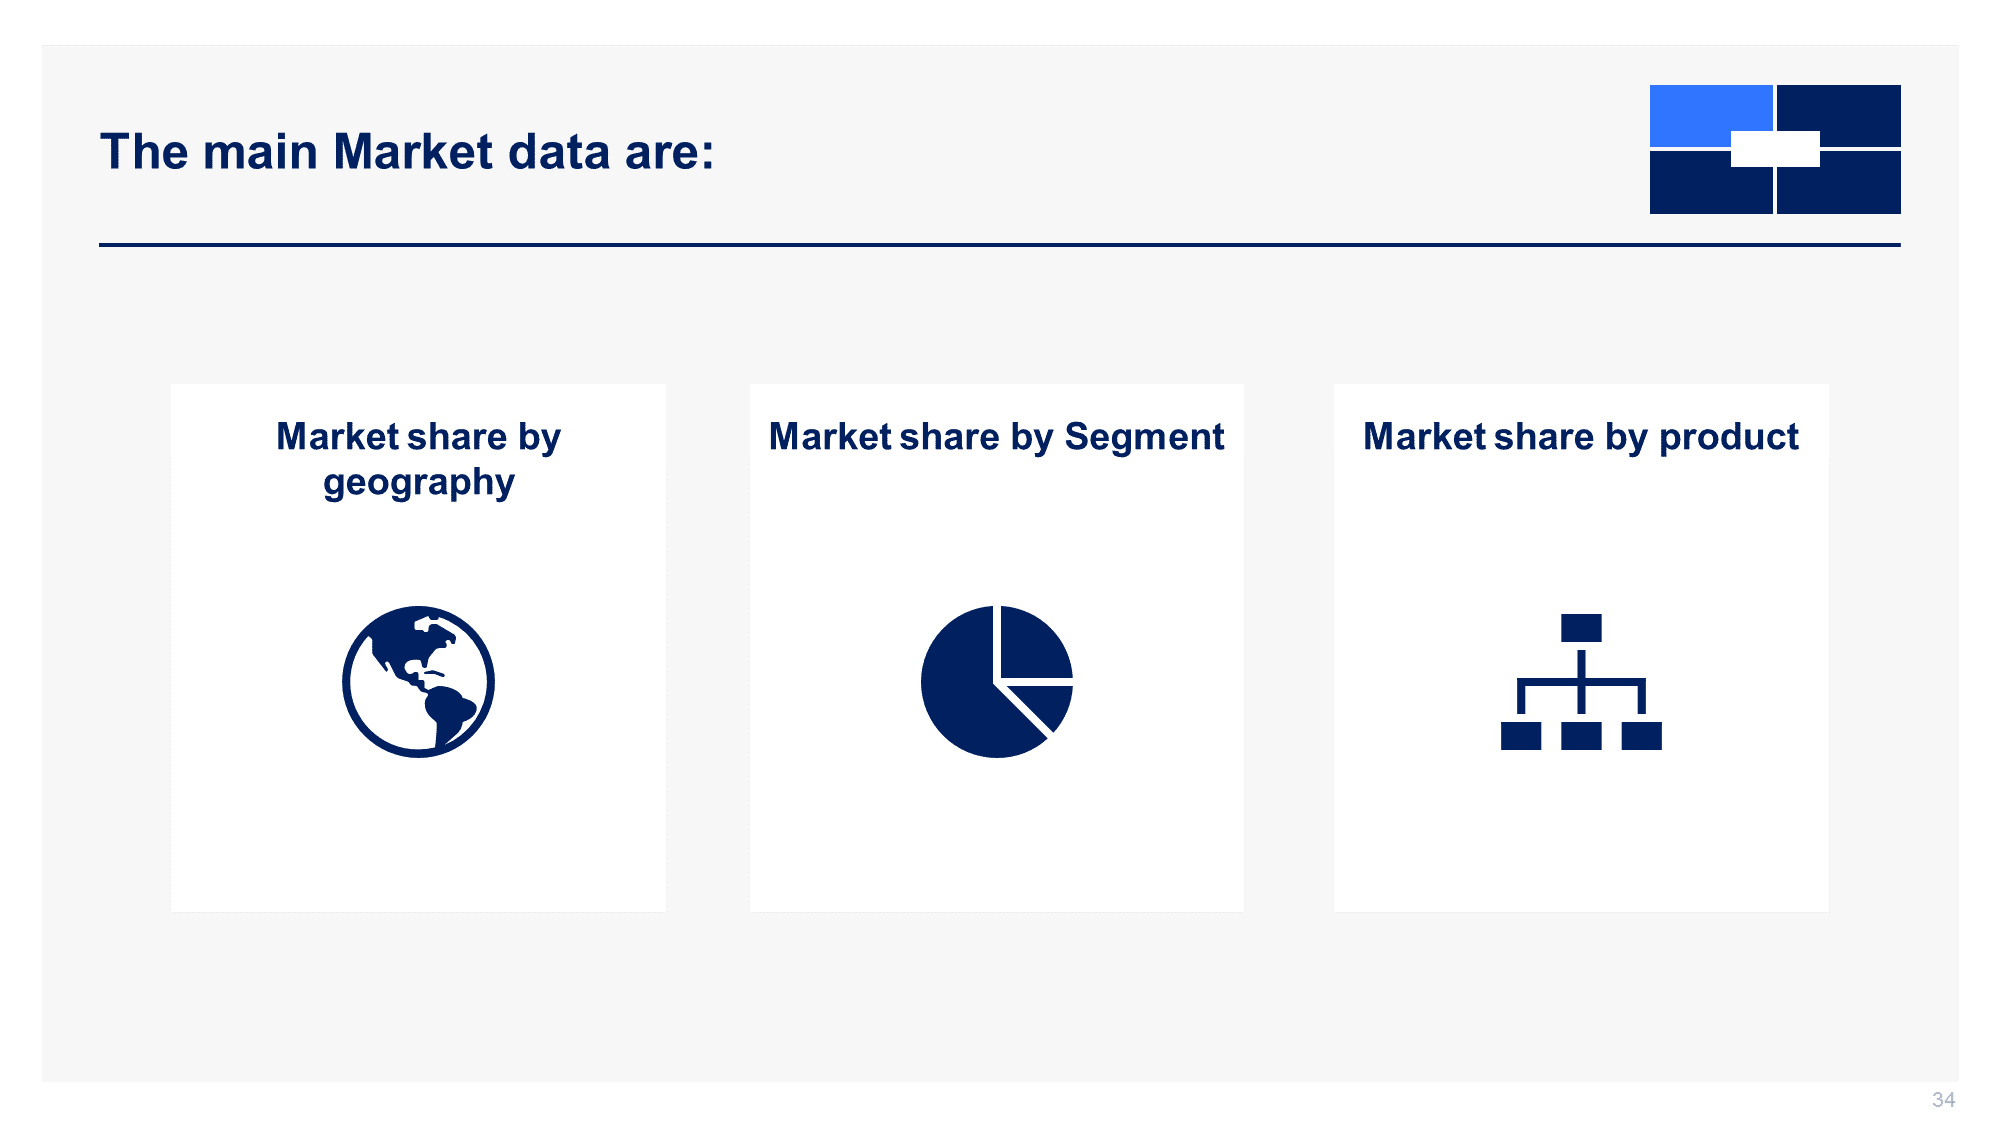 The main Market data are:
Market share by
geography
Market share by Segment
Market share by product
34